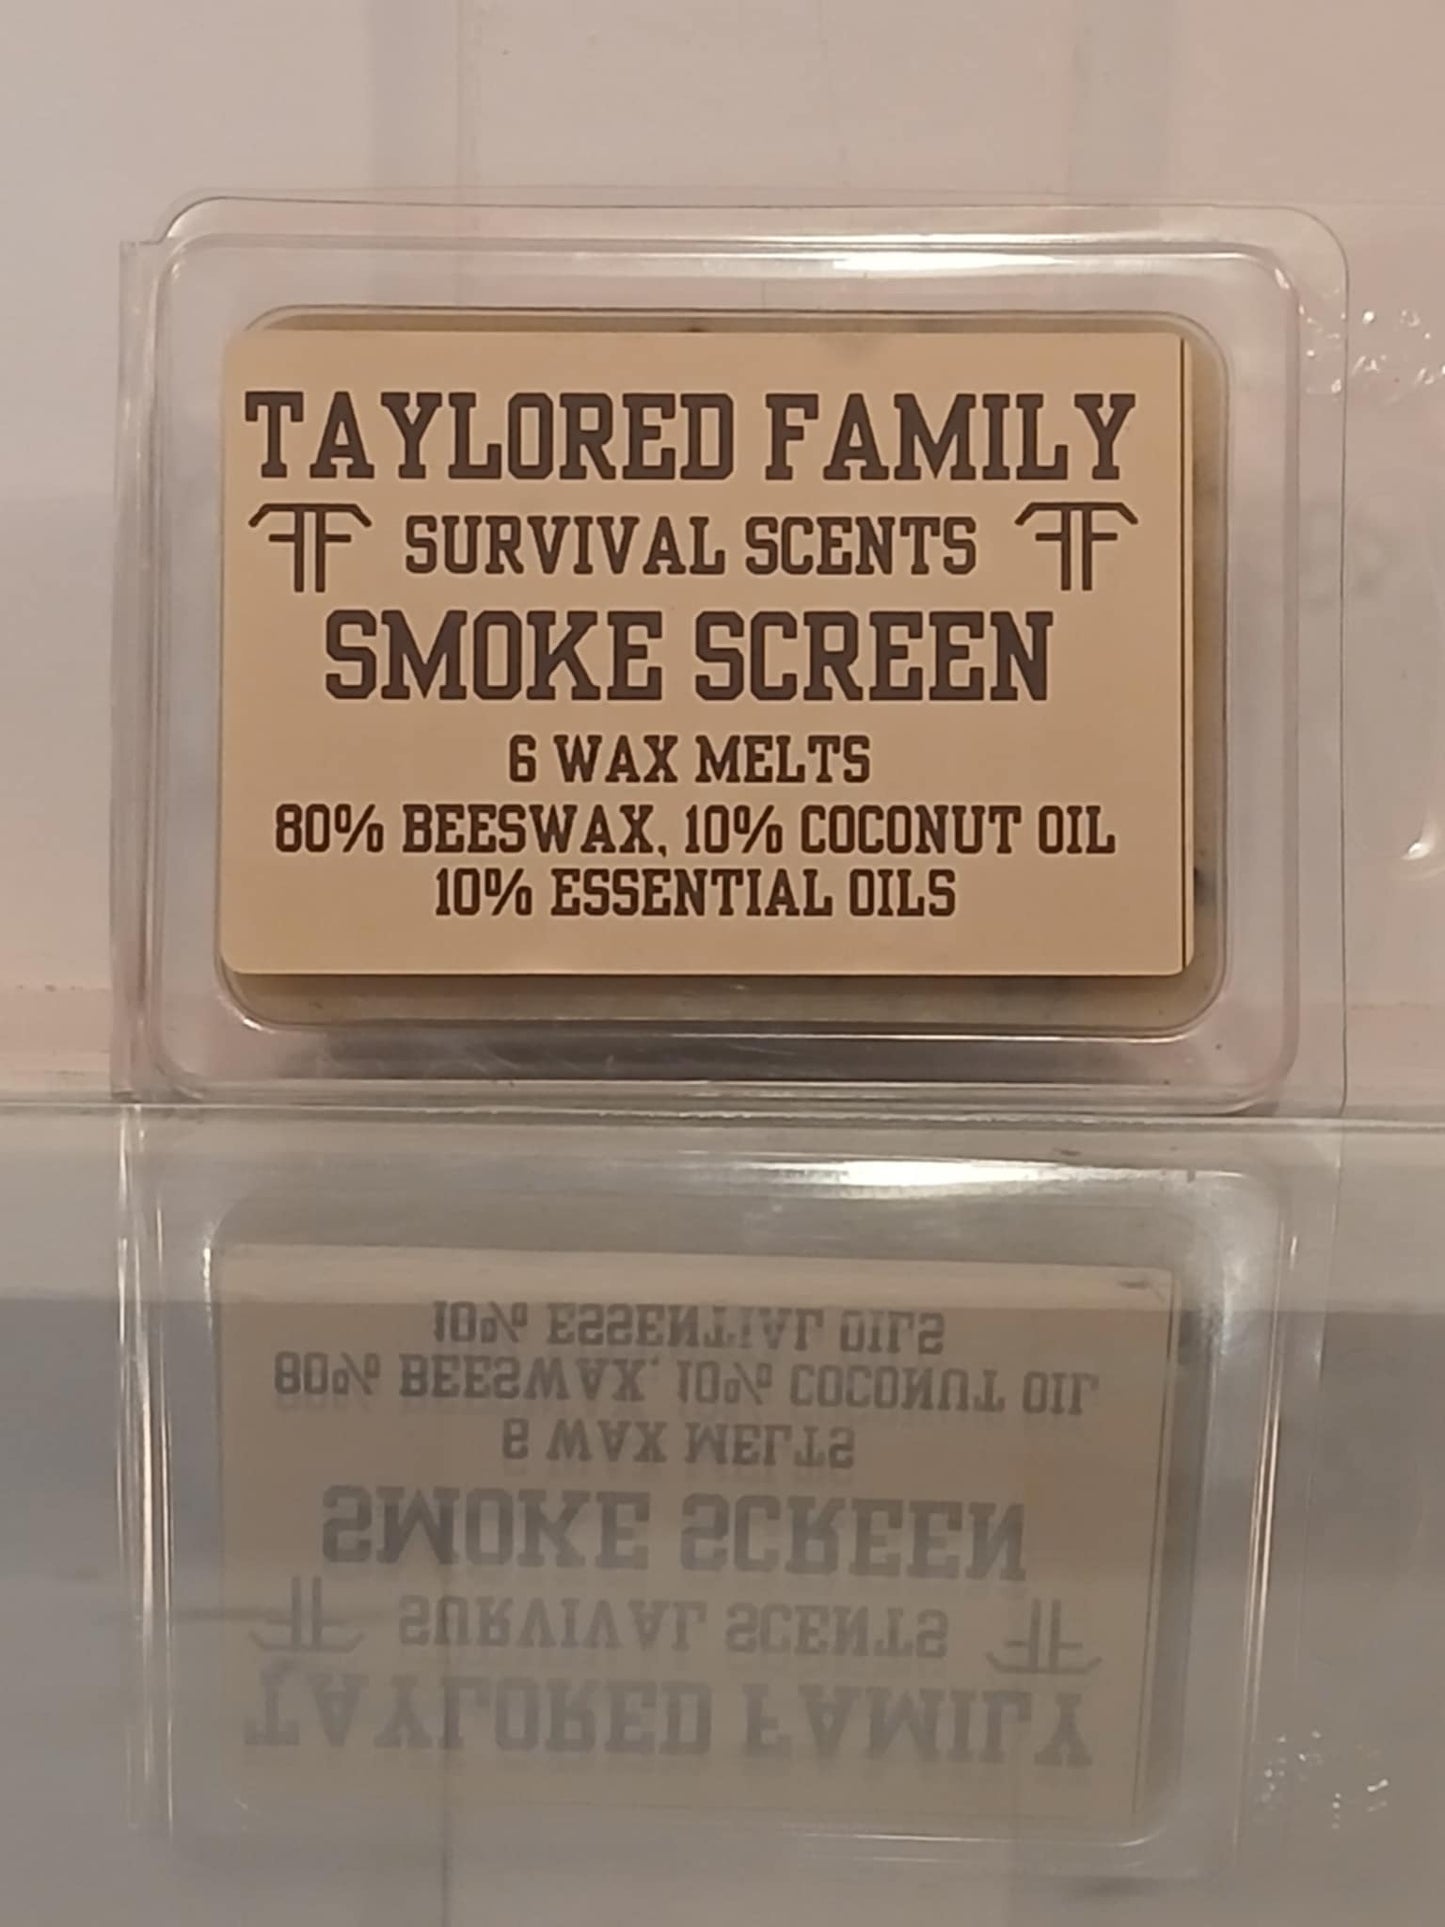 TAYLORED FAMILY
SURVIVAL SCENTS
SMOKE SCREEN
6 WAX MELTS
80% BEESWAX, 10% COCONUT OIL
10% ESSENTIAL OILS